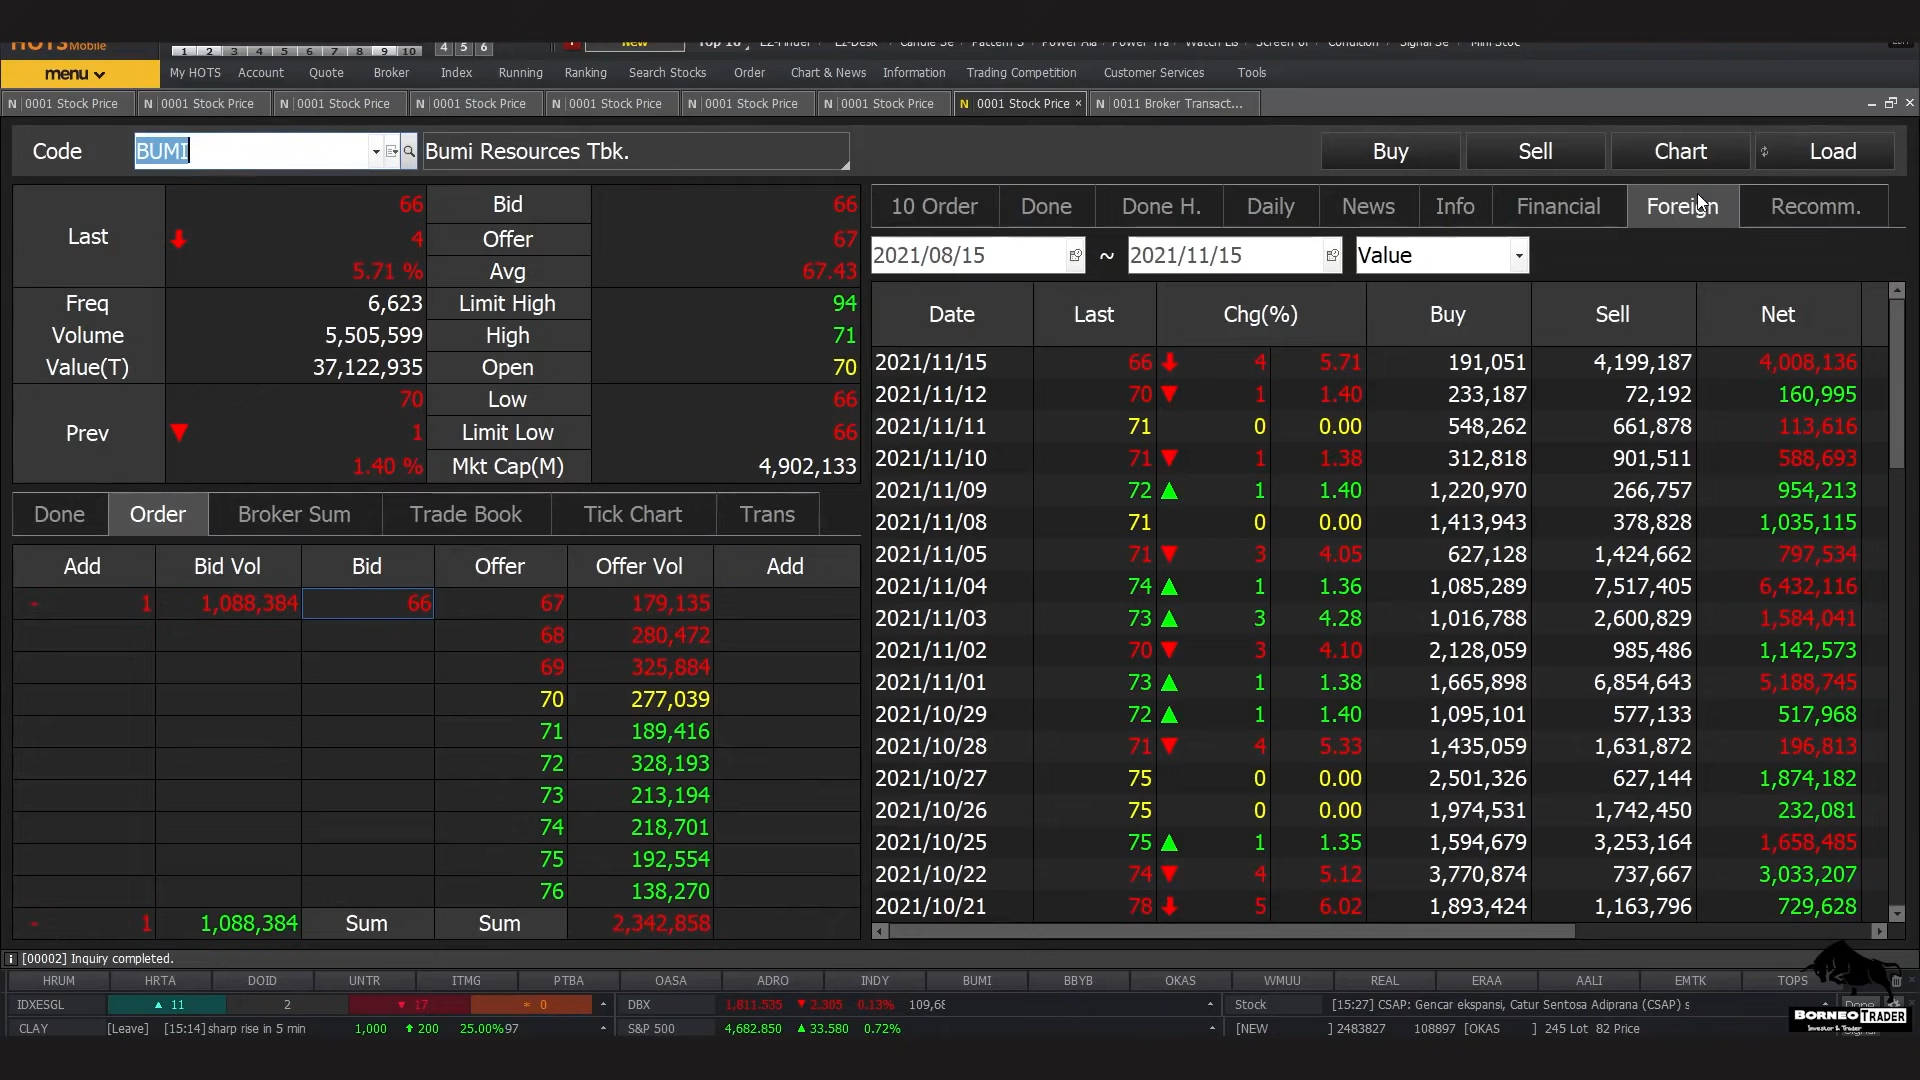 HOTS Mobile
1 2 3 4 5 6 7 8 9 10 4 5 6 New
menu My HOTS Account Quote Broker Index Running Ranking Search Stocks Order Chart & News Information Trading Competition Trading Competition Customer Services Tools
N 0001 Stock Price N 0001 Stock Price N 0001 Stock Price N 0001 Stock Price N 0001 Stock Price N 0001 Stock Price N 0001 Stock Price N 0001 Stock Price × N 0011 Broker Transact...
Code BUMI Bumi Resources Tbk. Buy Sell Chart Load
Last 66 Bid 66
4 Offer 67
5.71 % Avg 67.43
Freq 6,623 Limit High 94
Volume 5,505,599 High 71
Value(T) 37,122,935 Open 70
Prev 70 Low 66
1 Limit Low 66
1.40 % Mkt Cap(M) 4,902,133
Done Order Broker Sum Trade Book Tick Chart Trans
Add Bid Vol Bid Offer Offer Vol Add
- 1 1,088,384 66 67 179,135
68 280,472
69 325,884
70 277,039
71 189,416
72 328,193
73 213,194
74 218,701
75 192,554
76 138,270
- 1 1,088,384 Sum Sum 2,342,858
10 Order Done Done H. Daily News Info Financial Foreign Recomm.
2021/08/15 ~ 2021/11/15 Value
Date Last Chg(%) Buy Sell Net
2021/11/15 66 4 5.71 191,051 4,199,187 4,008,136
2021/11/12 70 1 1.40 233,187 72,192 160,995
2021/11/11 71 0 0.00 548,262 661,878 113,616
2021/11/10 71 1 1.38 312,818 901,511 588,693
2021/11/09 72 1 1.40 1,220,970 266,757 954,213
2021/11/08 71 0 0.00 1,413,943 378,828 1,035,115
2021/11/05 71 3 4.05 627,128 1,424,662 797,534
2021/11/04 74 1 1.36 1,085,289 7,517,405 6,432,116
2021/11/03 73 3 4.28 1,016,788 2,600,829 1,584,041
2021/11/02 70 3 4.10 2,128,059 985,486 1,142,573
2021/11/01 73 1 1.38 1,665,898 6,854,643 5,188,745
2021/10/29 72 1 1.40 1,095,101 577,133 517,968
2021/10/28 71 4 5.33 1,435,059 1,631,872 196,813
2021/10/27 75 0 0.00 2,501,326 627,144 1,874,182
2021/10/26 75 0 0.00 1,974,531 1,742,450 232,081
2021/10/25 75 1 1.35 1,594,679 3,253,164 1,658,485
2021/10/22 74 4 5.12 3,770,874 737,667 3,033,207
2021/10/21 78 5 6.02 1,893,424 1,163,796 729,628
[00002] Inquiry completed.
HRUM HRTA DOID UNTR ITMG PTBA OASA ADRO INDY BUMI BBYB OKAS WMUU REAL ERAA AALI EMTK TOPS
IDXESGL 11 2 17 0 DBX 1,811.535 2.305 0.13% 109,68 Stock [15:27] CSAP: Gencar ekspansi, Catur Sentosa Adiprana (CSAP) s
CLAY [Leave] [15:14] sharp rise in 5 min 1,000 200 25.00% 97 S&P 500 4,682.850 33.580 0.72% [NEW ] 2483827 108897 [OKAS ] 245 Lot 82 Price
BORNEO TRADER
Investor & Trader